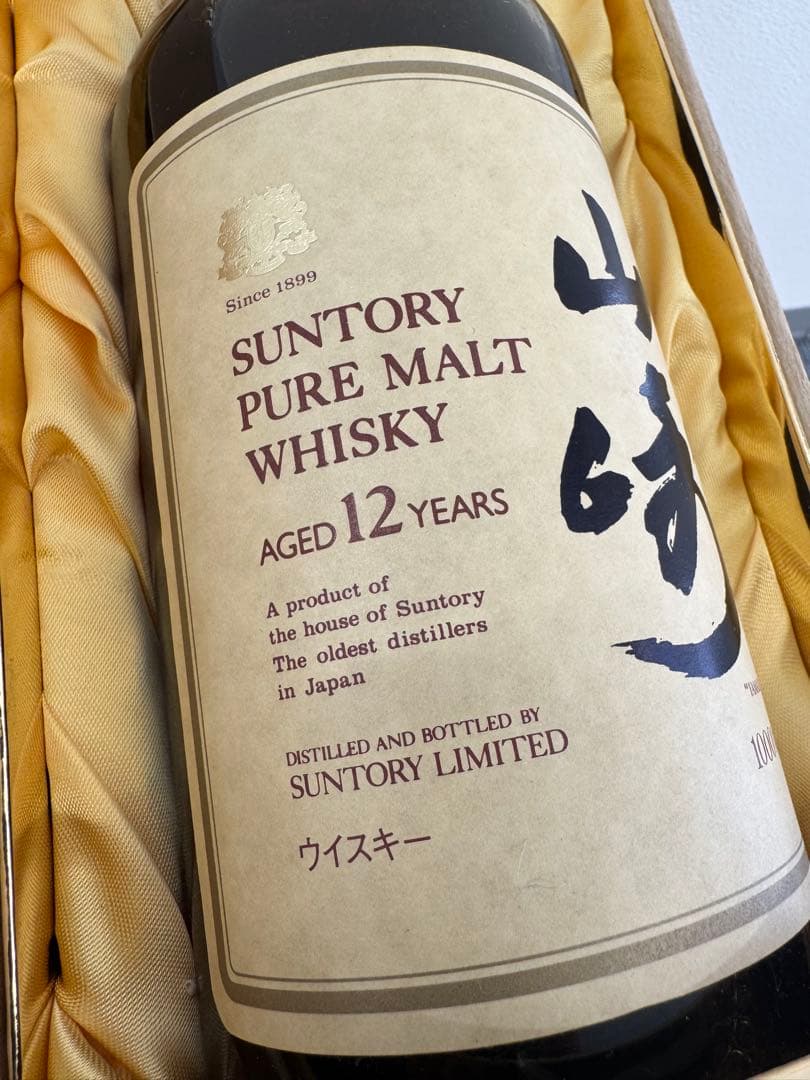 Since 1899
SUNTORY
PURE MALT
WHISKY
AGED 12 YEARS
A product of
the house of Suntory
The oldest distillers
in Japan
DISTILLED AND BOTTLED BY
SUNTORY LIMITED
ウイスキー
山崎